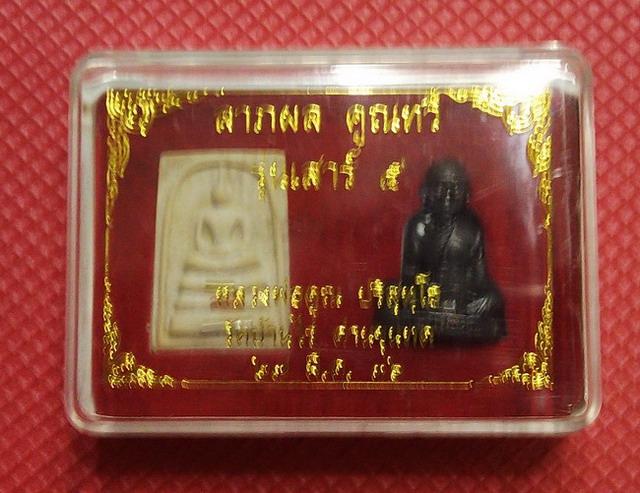 ลาภผล คูณทวี
รุ่นเสาร์ ๕
หลวงพ่อคูณ ปริสุทฺโธ
วัดบ้านไร่